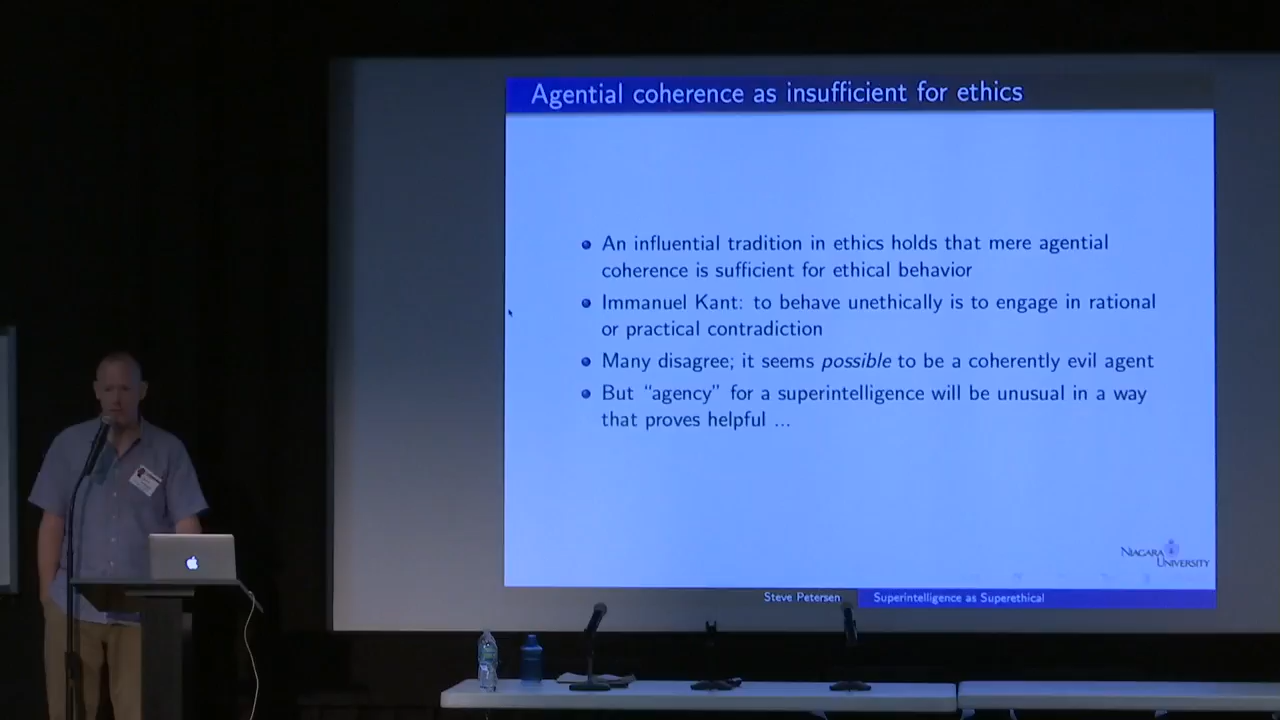 Agential coherence as insufficient for ethics
An influential tradition in ethics holds that mere agential
coherence is sufficient for ethical behavior
Immanuel Kant: to behave unethically is to engage in rational
or practical contradiction
Many disagree; it seems possible to be a coherently evil agent
But “agency” for a superintelligence will be unusual in a way
that proves helpful ...
NIAGARA
UNIVERSITY
Steve Petersen
Superintelligence as Superethical